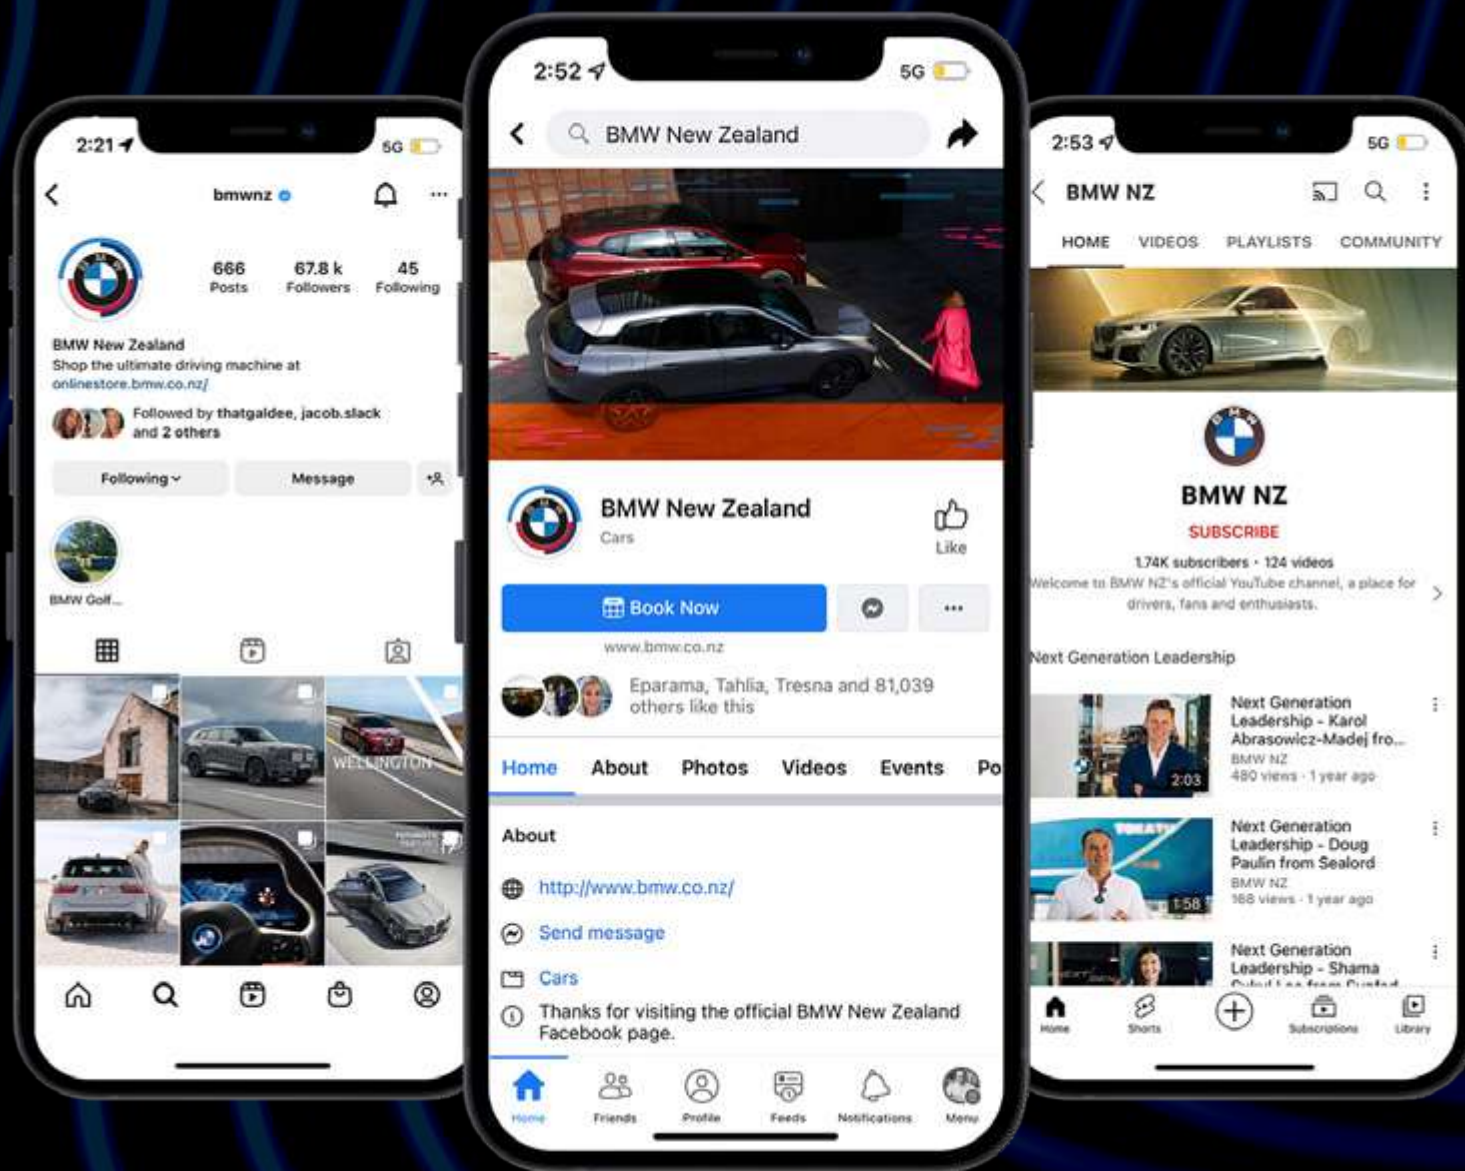 2:21
5G
bmwnz
666
67.8 k
45
Posts
Followers
Following
BMW New Zealand
Shop the ultimate driving machine at
onlinestore.bmw.co.nz/
Followed by thatgaldee, jacob.slack
and 2 others
Following
Message
BMW Golf...
WELLINGTON
2:52
5G
BMW New Zealand
BMW New Zealand
Cars
Like
Book Now
www.bmw.co.nz
Eparama, Tahlia, Tresna and 81,039
others like this
Home About Photos Videos Events Po
About
http://www.bmw.co.nz/
Send message
Cars
Thanks for visiting the official BMW New Zealand
Facebook page.
Home Friends Profile Feeds Notifications Menu
2:53
5G
BMW NZ
HOME VIDEOS PLAYLISTS COMMUNITY
BMW
BMW NZ
SUBSCRIBE
1.74K subscribers · 124 videos
Welcome to BMW NZ's official YouTube channel, a place for
drivers, fans and enthusiasts.
Next Generation Leadership
Next Generation
Leadership - Karol
Abrasowicz-Madej fro...
BMW NZ
480 views · 1 year ago
2:03
Next Generation
Leadership - Doug
Paulin from Sealord
BMW NZ
168 views · 1 year ago
1:58
Next Generation
Leadership - Shama
Home Shorts Subscriptions Library